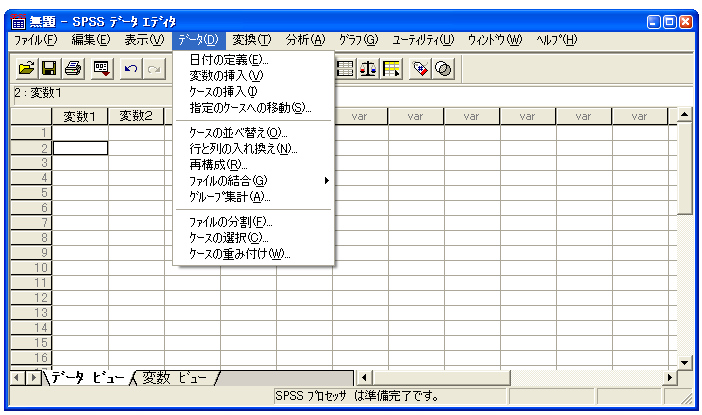 無題 - SPSS データ エディタ
ファイル(F) 編集(E) 表示(V) データ(D) 変換(T) 分析(A) グラフ(G) ユーティリティ(U) ウィンドウ(W) ヘルプ(H)
日付の定義(E)...
変数の挿入(V)
ケースの挿入(I)
指定のケースへの移動(S)...
ケースの並べ替え(O)...
行と列の入れ換え(N)...
再構成(R)...
ファイルの結合(G)
グループ集計(A)...
ファイルの分割(F)...
ケースの選択(C)...
ケースの重み付け(W)...
2 : 変数1
変数1 変数2 var var var var var
1
2
3
4
5
6
7
8
9
10
11
12
13
14
15
16
データ ビュー 変数 ビュー
SPSS プロセッサ は準備完了です。